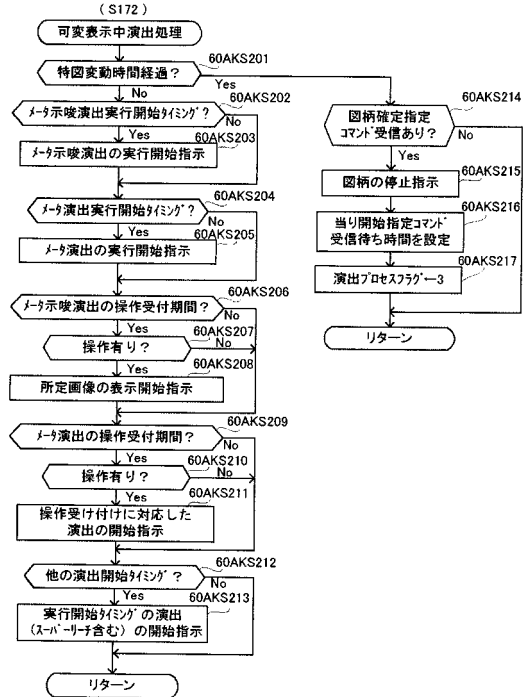 (S172)
可変表示中演出処理
60AKS201
特図変動時間経過?
Yes
No
60AKS202
ﾒｰﾀ示唆演出実行開始ﾀｲﾐﾝｸﾞ?
No
Yes
60AKS203
ﾒｰﾀ示唆演出の実行開始指示
60AKS204
ﾒｰﾀ演出実行開始ﾀｲﾐﾝｸﾞ?
No
Yes
60AKS205
ﾒｰﾀ演出の実行開始指示
60AKS206
ﾒｰﾀ示唆演出の操作受付期間?
No
Yes
60AKS207
操作有り?
No
Yes
60AKS208
所定画像の表示開始指示
60AKS209
ﾒｰﾀ演出の操作受付期間?
No
Yes
60AKS210
操作有り?
No
Yes
60AKS211
操作受け付けに対応した
演出の開始指示
60AKS212
他の演出開始ﾀｲﾐﾝｸﾞ?
No
Yes
60AKS213
実行開始ﾀｲﾐﾝｸﾞの演出
(ｽｰﾊﾟｰﾘｰﾁ含む)の開始指示
リターン
60AKS214
図柄確定指定
ｺﾏﾝﾄﾞ受信あり?
No
Yes
60AKS215
図柄の停止指示
60AKS216
当り開始指定ｺﾏﾝﾄﾞ
受信待ち時間を設定
60AKS217
演出ﾌﾟﾛｾｽﾌﾗｸﾞ←3
リターン